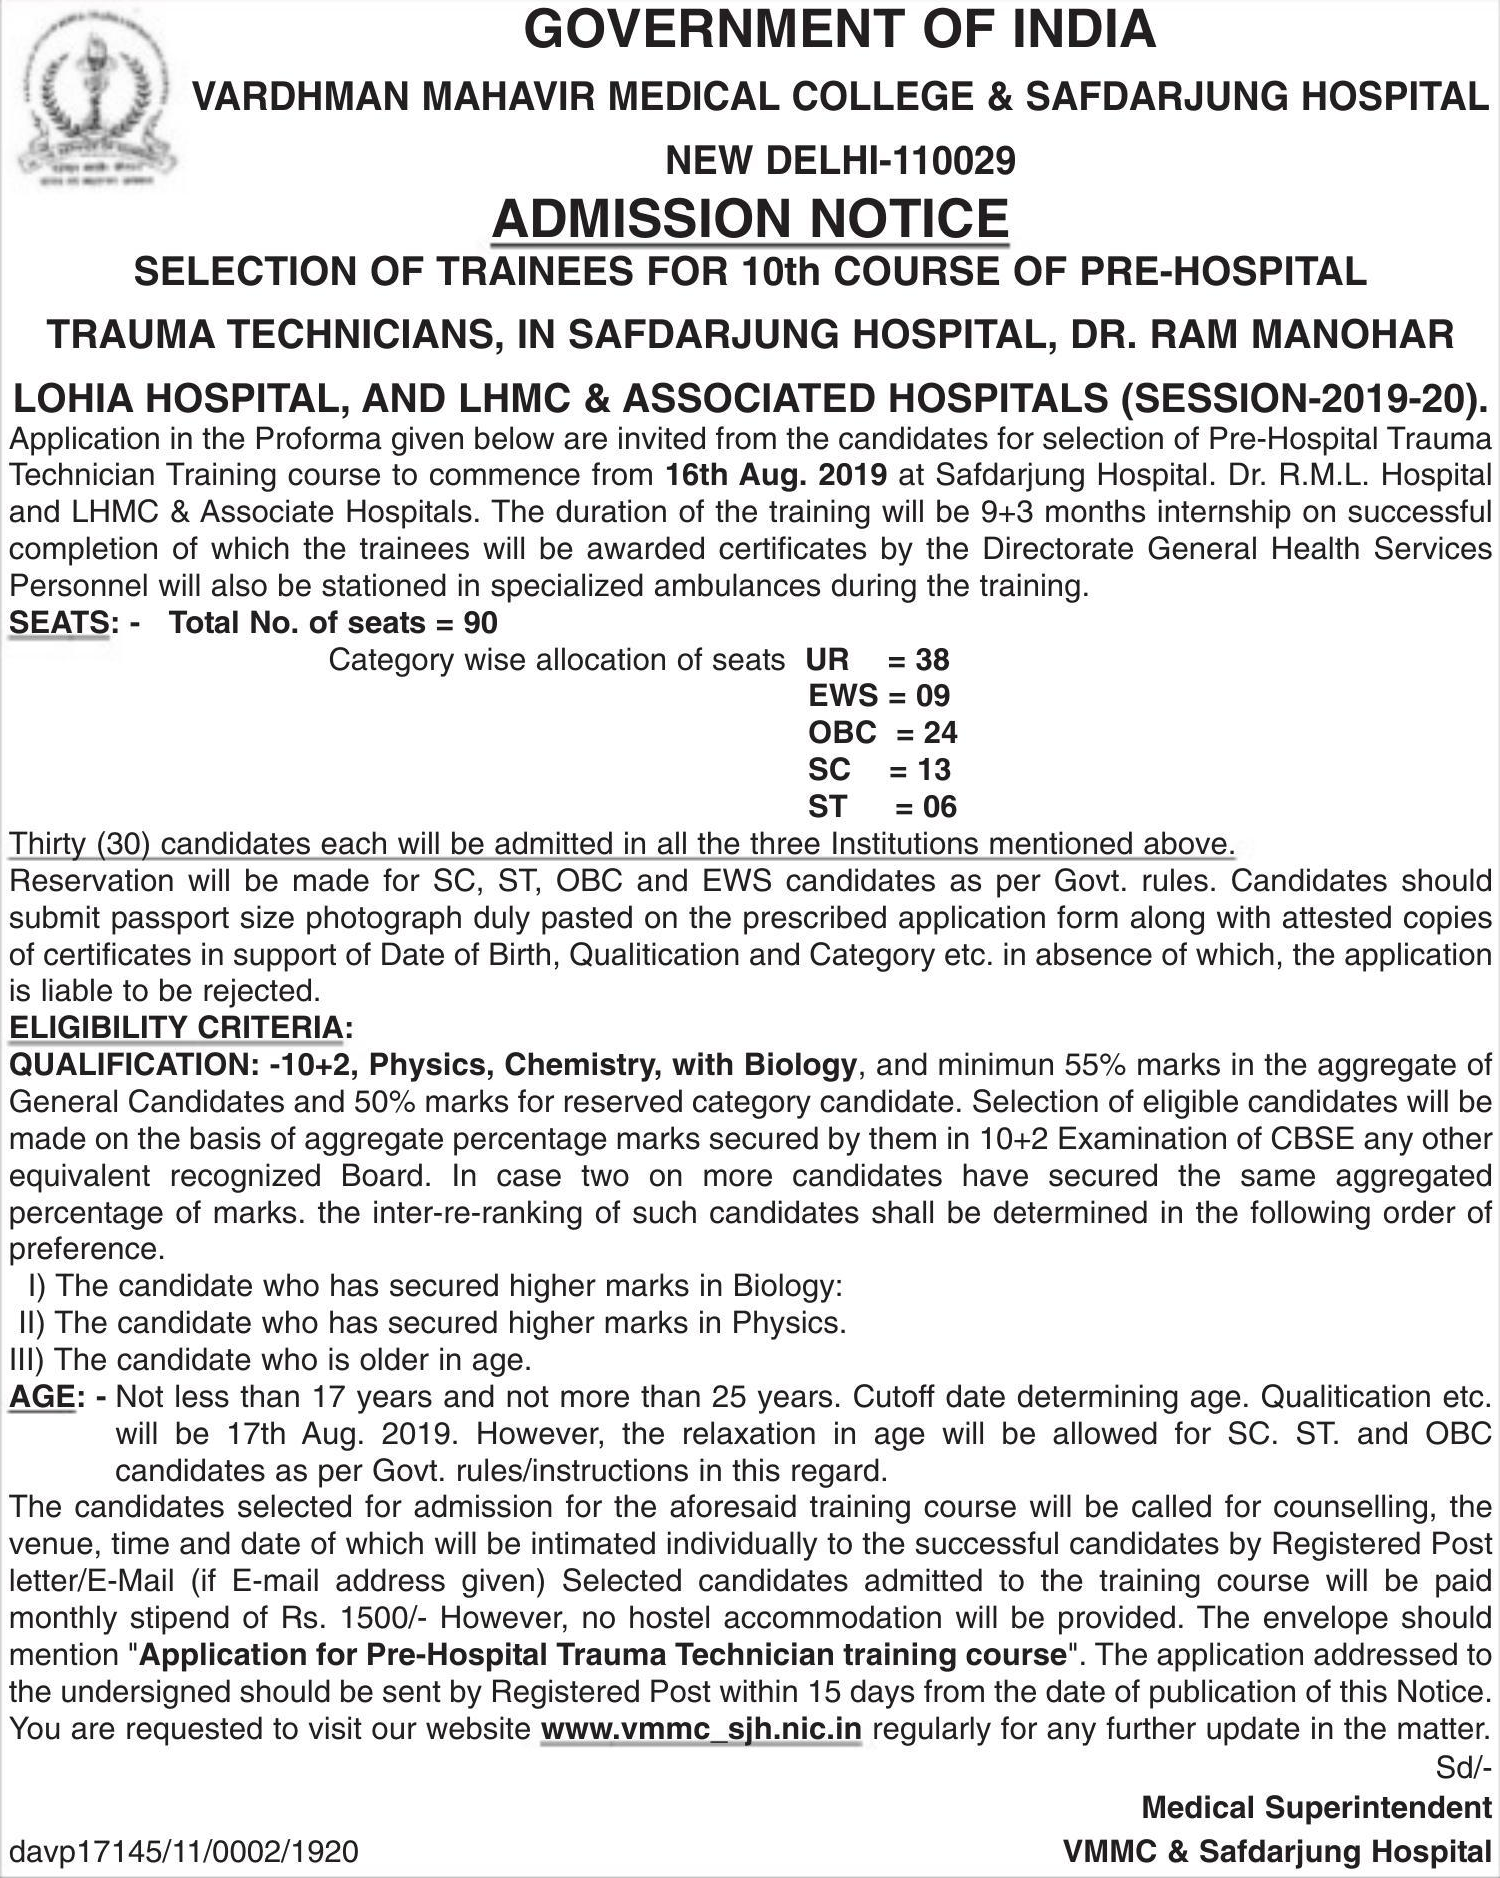 GOVERNMENT OF INDIA
VARDHMAN MAHAVIR MEDICAL COLLEGE & SAFDARJUNG HOSPITAL
NEW DELHI-110029
ADMISSION NOTICE
SELECTION OF TRAINEES FOR 10th COURSE OF PRE-HOSPITAL
TRAUMA TECHNICIANS, IN SAFDARJUNG HOSPITAL, DR. RAM MANOHAR
LOHIA HOSPITAL, AND LHMC & ASSOCIATED HOSPITALS (SESSION-2019-20).
Application in the Proforma given below are invited from the candidates for selection of Pre-Hospital Trauma
Technician Training course to commence from 16th Aug. 2019 at Safdarjung Hospital. Dr. R.M.L. Hospital
and LHMC & Associate Hospitals. The duration of the training will be 9+3 months internship on successful
completion of which the trainees will be awarded certificates by the Directorate General Health Services
Personnel will also be stationed in specialized ambulances during the training.
SEATS: - Total No. of seats = 90
Category wise allocation of seats UR = 38
EWS = 09
OBC = 24
SC = 13
ST = 06
Thirty (30) candidates each will be admitted in all the three Institutions mentioned above.
Reservation will be made for SC, ST, OBC and EWS candidates as per Govt. rules. Candidates should
submit passport size photograph duly pasted on the prescribed application form along with attested copies
of certificates in support of Date of Birth, Qualitication and Category etc. in absence of which, the application
is liable to be rejected.
ELIGIBILITY CRITERIA:
QUALIFICATION: -10+2, Physics, Chemistry, with Biology, and minimun 55% marks in the aggregate of
General Candidates and 50% marks for reserved category candidate. Selection of eligible candidates will be
made on the basis of aggregate percentage marks secured by them in 10+2 Examination of CBSE any other
equivalent recognized Board. In case two on more candidates have secured the same aggregated
percentage of marks. the inter-re-ranking of such candidates shall be determined in the following order of
preference.
I) The candidate who has secured higher marks in Biology:
II) The candidate who has secured higher marks in Physics.
III) The candidate who is older in age.
AGE: - Not less than 17 years and not more than 25 years. Cutoff date determining age. Qualitication etc.
will be 17th Aug. 2019. However, the relaxation in age will be allowed for SC. ST. and OBC
candidates as per Govt. rules/instructions in this regard.
The candidates selected for admission for the aforesaid training course will be called for counselling, the
venue, time and date of which will be intimated individually to the successful candidates by Registered Post
letter/E-Mail (if E-mail address given) Selected candidates admitted to the training course will be paid
monthly stipend of Rs. 1500/- However, no hostel accommodation will be provided. The envelope should
mention "Application for Pre-Hospital Trauma Technician training course". The application addressed to
the undersigned should be sent by Registered Post within 15 days from the date of publication of this Notice.
You are requested to visit our website www.vmmc_sjh.nic.in regularly for any further update in the matter.
Sd/-
Medical Superintendent
davp17145/11/0002/1920 VMMC & Safdarjung Hospital